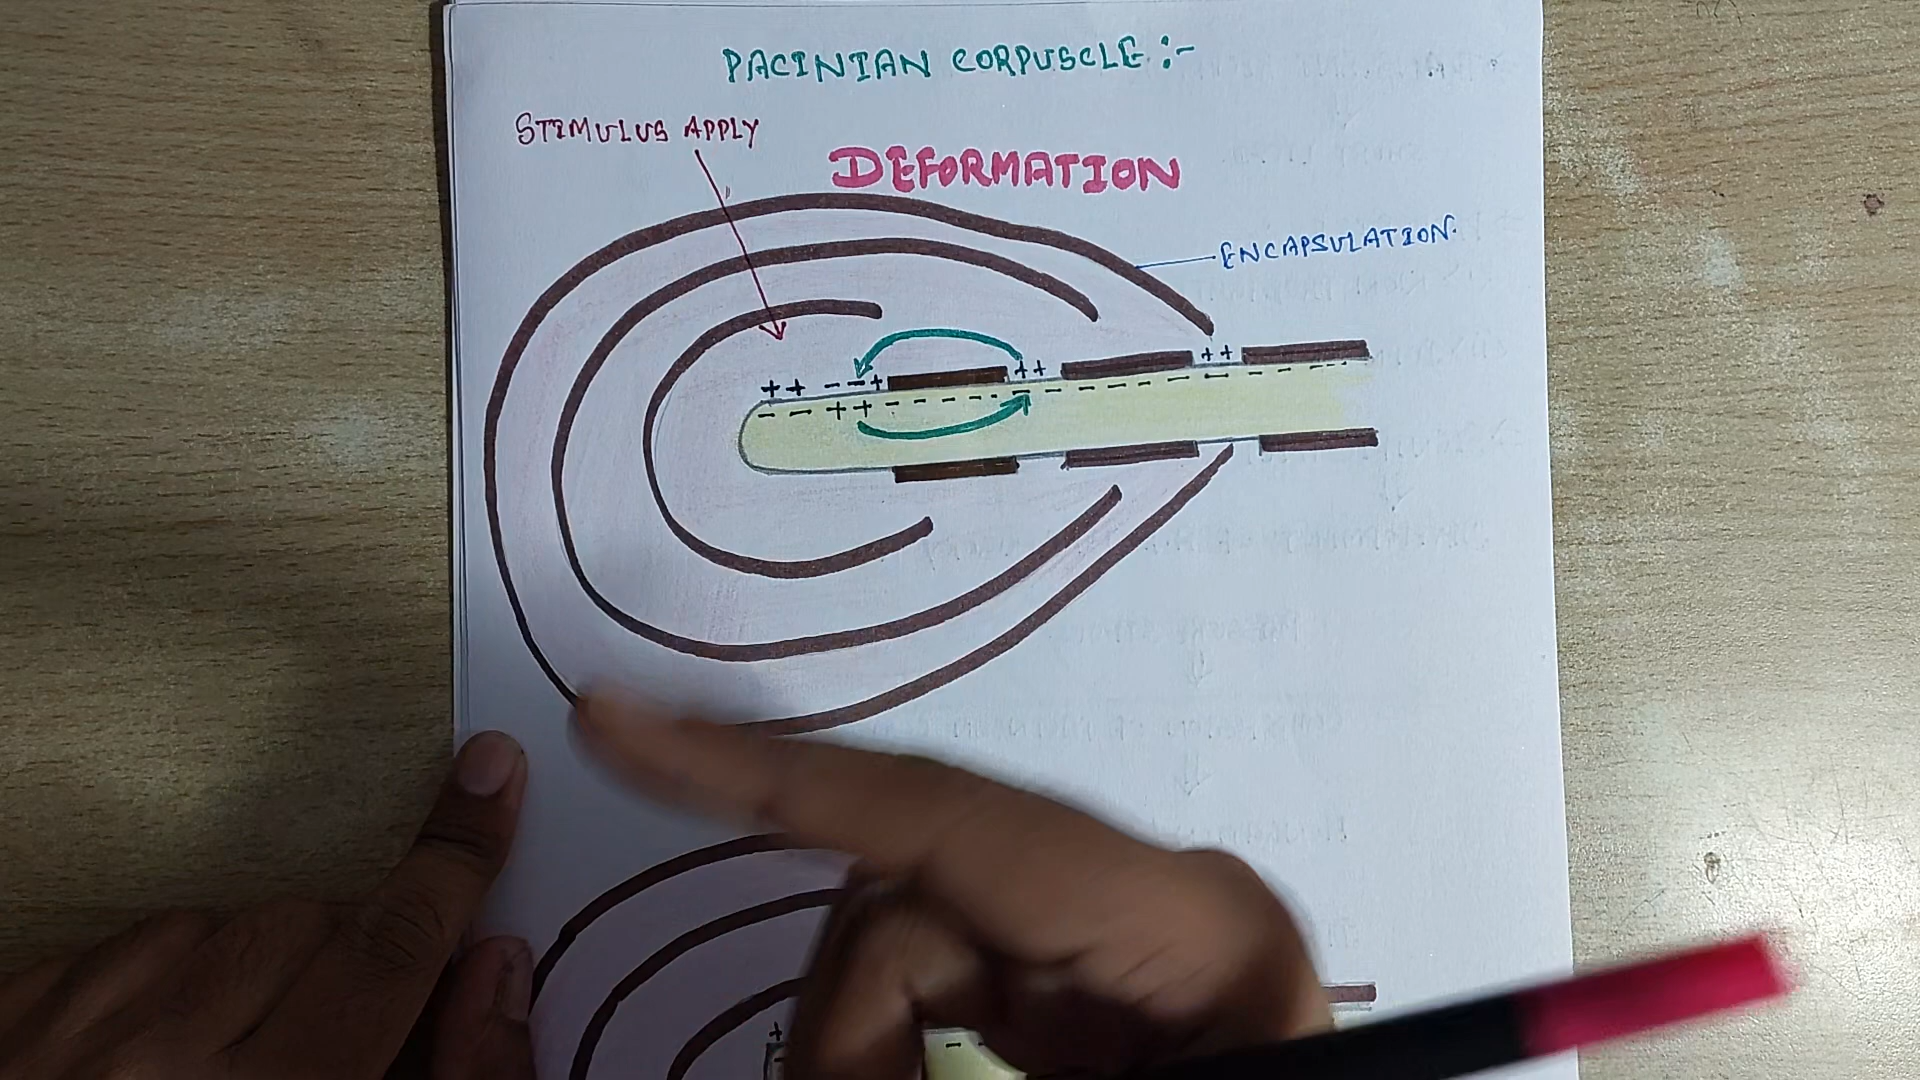 PACINIAN CORPUSCLE :-
STIMULUS APPLY
DEFORMATION
ENCAPSULATION.
++ --+ ++ ++
-- ++ - - - - - - - - - - - - - - - -
+
- -